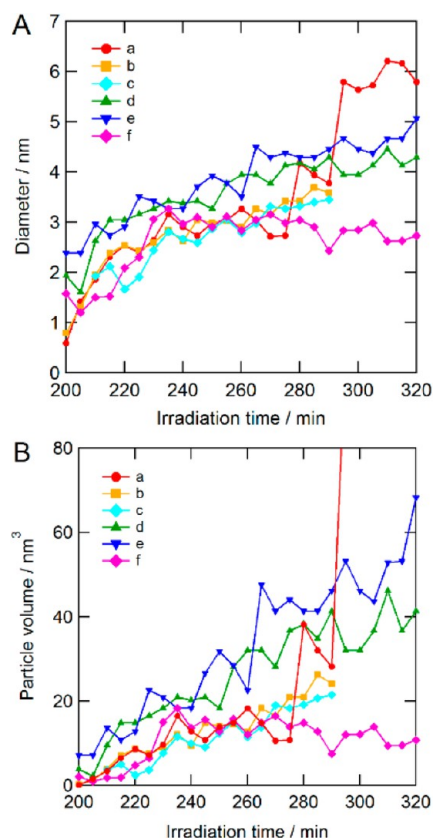 A
7
6
5
4
3
2
1
0
Diameter / nm
a
b
c
d
e
f
200 220 240 260 280 300 320
Irradiation time / min
B
80
60
40
20
0
Particle volume / nm³
a
b
c
d
e
f
200 220 240 260 280 300 320
Irradiation time / min